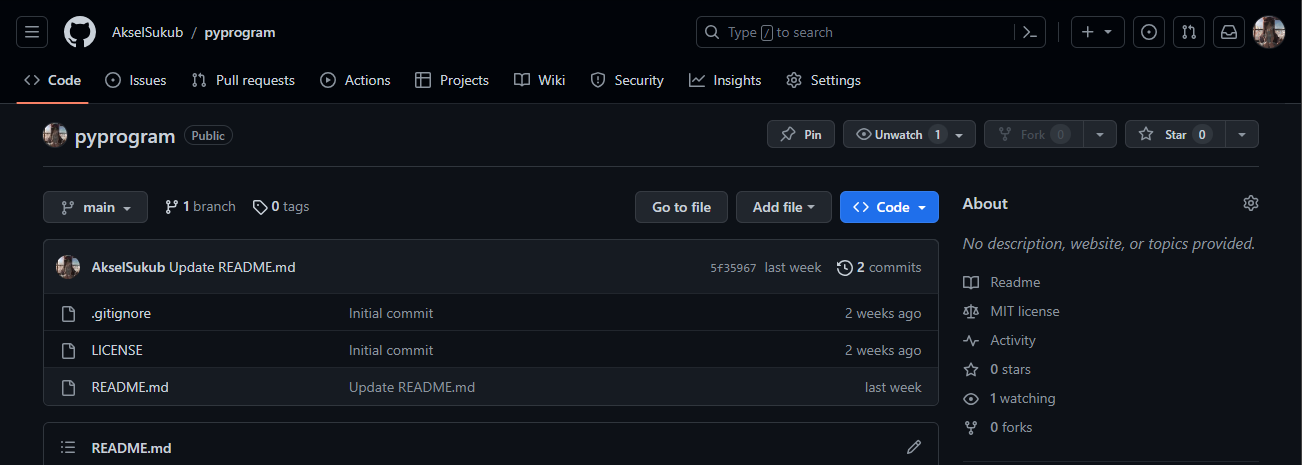 AkselSukub / pyprogram
Type / to search
Code Issues Pull requests Actions Projects Wiki Security Insights Settings
pyprogram Public
Pin Unwatch 1 Fork 0 Star 0
main 1 branch 0 tags Go to file Add file Code
AkselSukub Update README.md 5f35967 last week 2 commits
.gitignore Initial commit 2 weeks ago
LICENSE Initial commit 2 weeks ago
README.md Update README.md last week
README.md
About
No description, website, or topics provided.
Readme
MIT license
Activity
0 stars
1 watching
0 forks